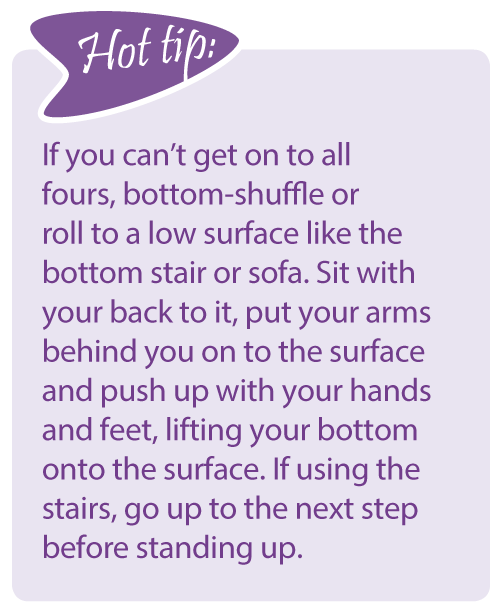 Hot tip:
If you can’t get on to all
fours, bottom-shuffle or
roll to a low surface like the
bottom stair or sofa. Sit with
your back to it, put your arms
behind you on to the surface
and push up with your hands
and feet, lifting your bottom
onto the surface. If using the
stairs, go up to the next step
before standing up.